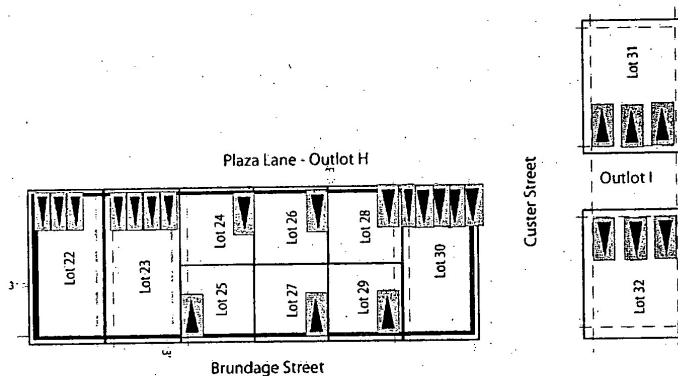 Plaza Lane - Outlot H
Lot 22
Lot 23
Lot 24
Lot 25
Lot 26
Lot 27
Lot 28
Lot 29
Lot 30
3'
Brundage Street
Custer Street
Lot 31
Outlot I
Lot 32